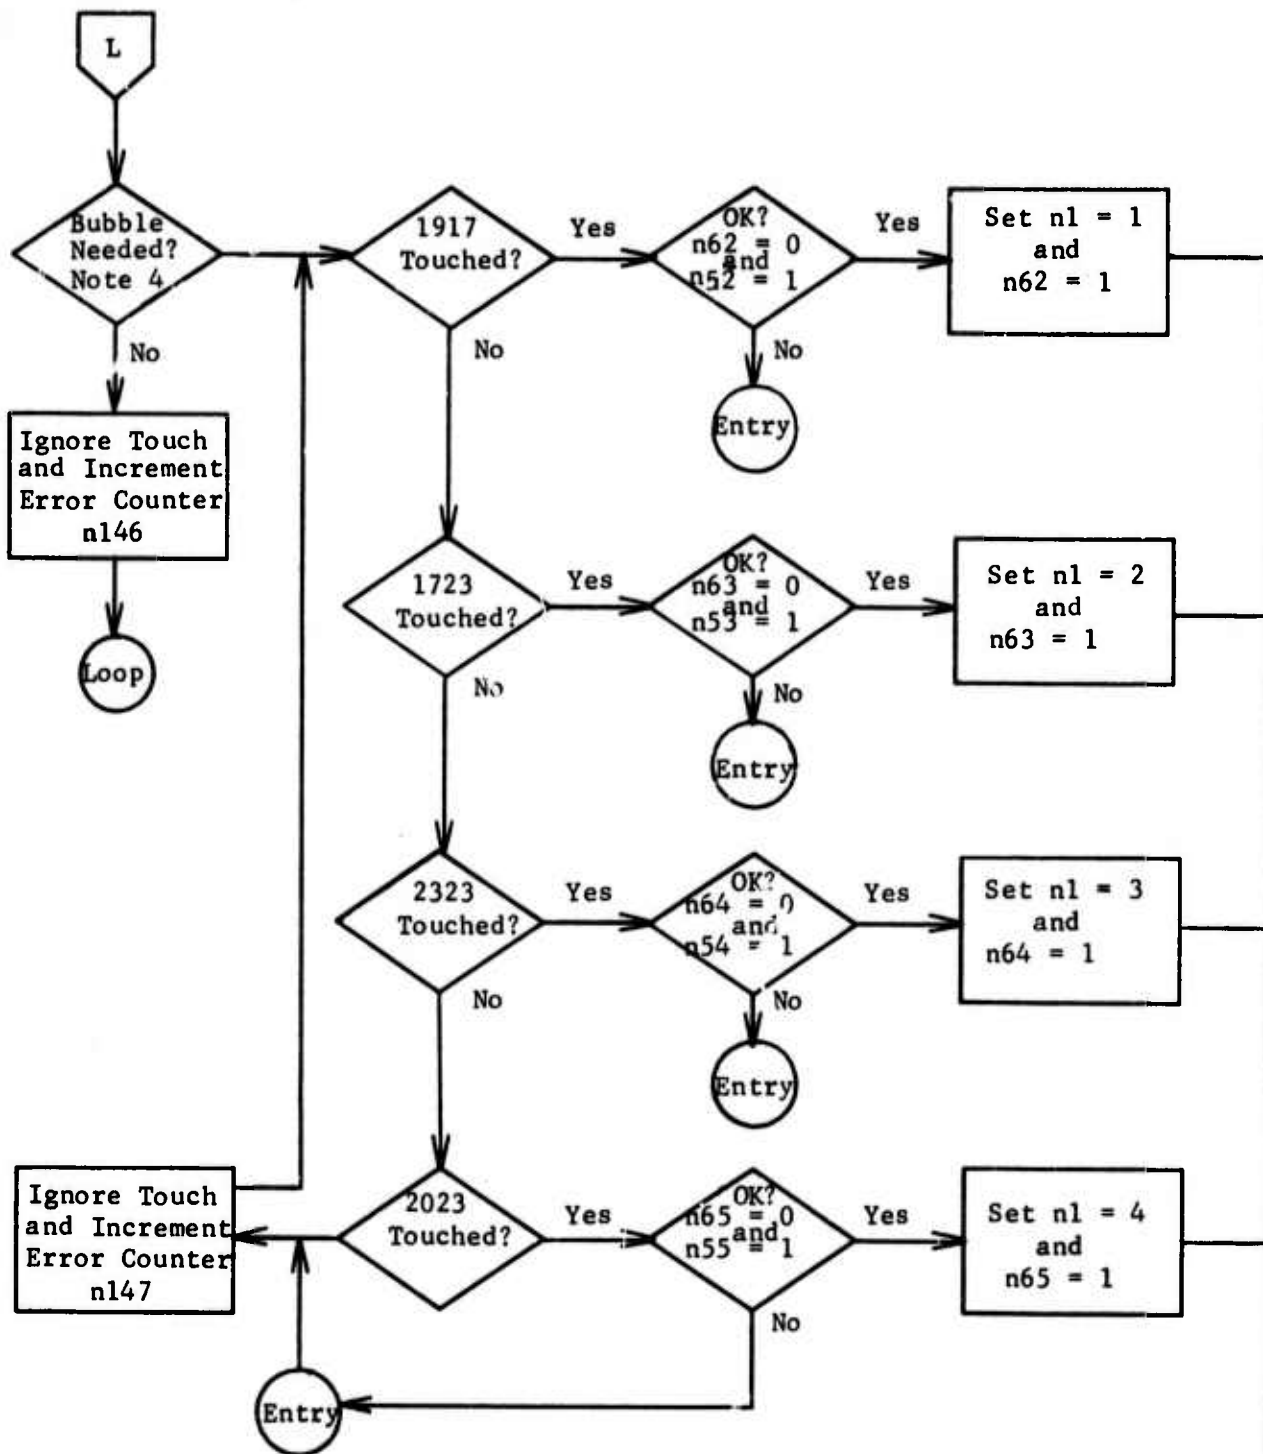 L
Bubble
Needed?
Note 4
No
Ignore Touch
and Increment
Error Counter
n146
Loop
1917
Touched?
Yes
No
OK?
n62 = 0
and
n52 = 1
Yes
No
Entry
Set n1 = 1
and
n62 = 1
1723
Touched?
Yes
No
OK?
n63 = 0
and
n53 = 1
Yes
No
Entry
Set n1 = 2
and
n63 = 1
2323
Touched?
Yes
No
OK?
n64 = 0
and
n54 = 1
Yes
No
Entry
Set n1 = 3
and
n64 = 1
Ignore Touch
and Increment
Error Counter
n147
2023
Touched?
Yes
OK?
n65 = 0
and
n55 = 1
Yes
No
Set n1 = 4
and
n65 = 1
Entry